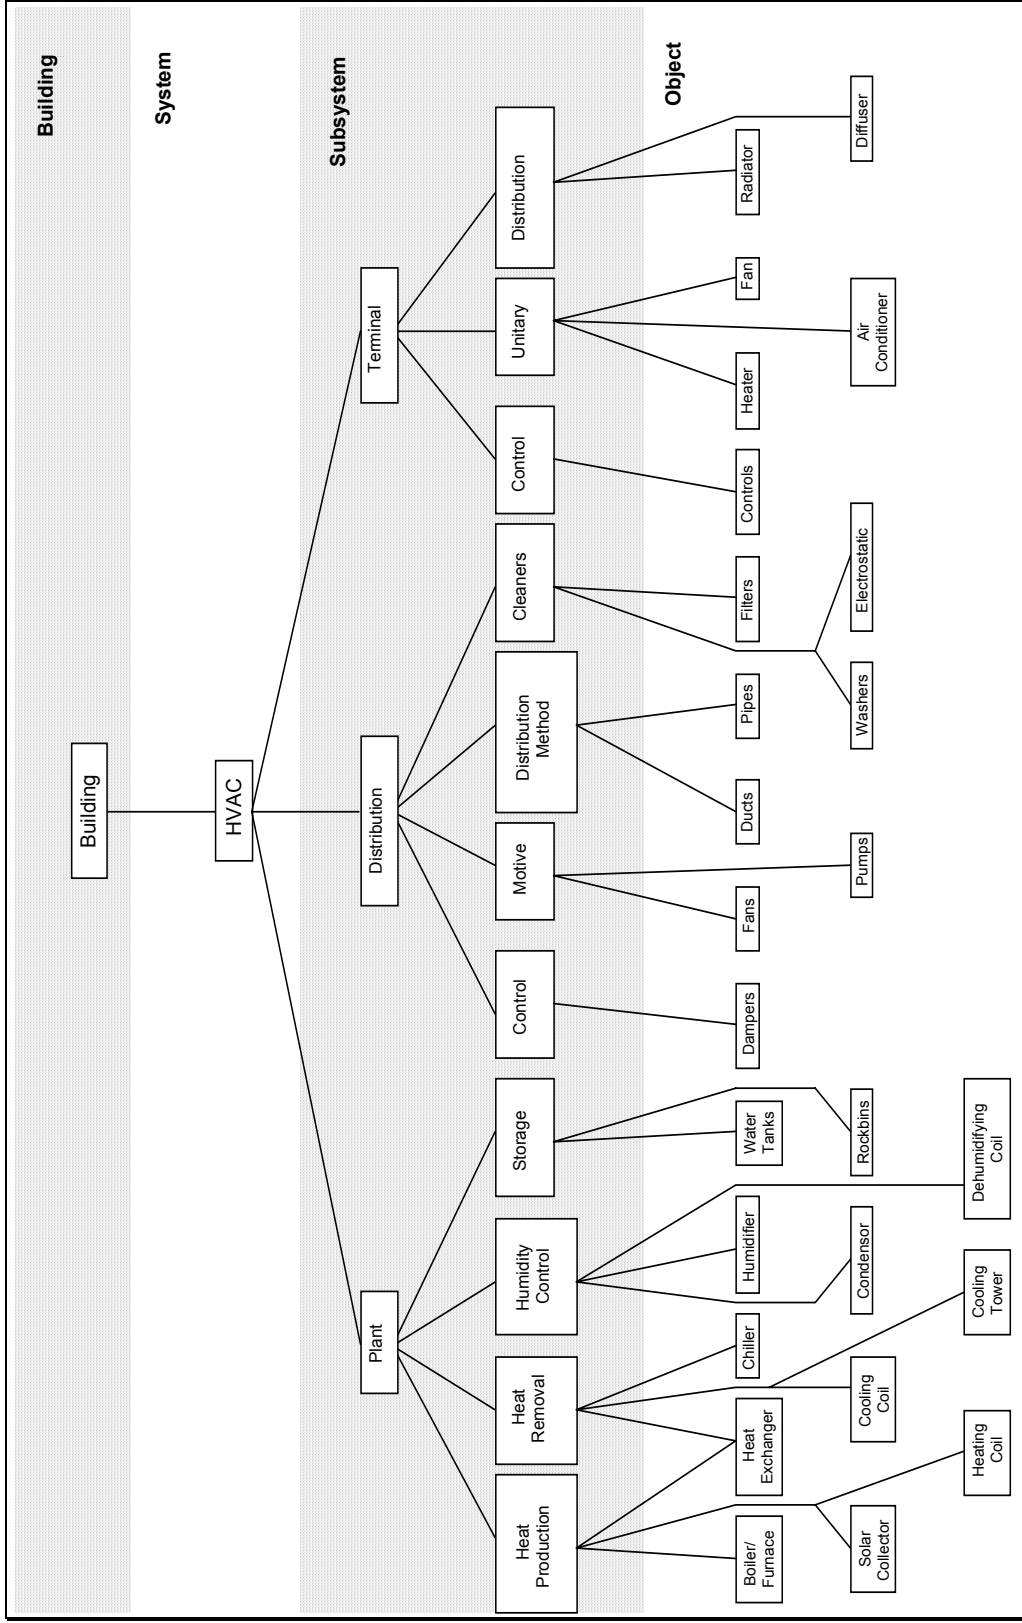 Building
System
Subsystem
Object
Building
HVAC
Plant
Distribution
Terminal
Heat
Production
Heat
Removal
Humidity
Control
Storage
Control
Motive
Distribution
Method
Cleaners
Control
Unitary
Distribution
Boiler/
Furnace
Heat
Exchanger
Chiller
Humidifier
Water
Tanks
Dampers
Fans
Ducts
Pipes
Filters
Controls
Heater
Fan
Radiator
Solar
Collector
Cooling
Coil
Condensor
Rockbins
Pumps
Washers
Electrostatic
Air
Conditioner
Diffuser
Heating
Coil
Cooling
Tower
Dehumidifying
Coil